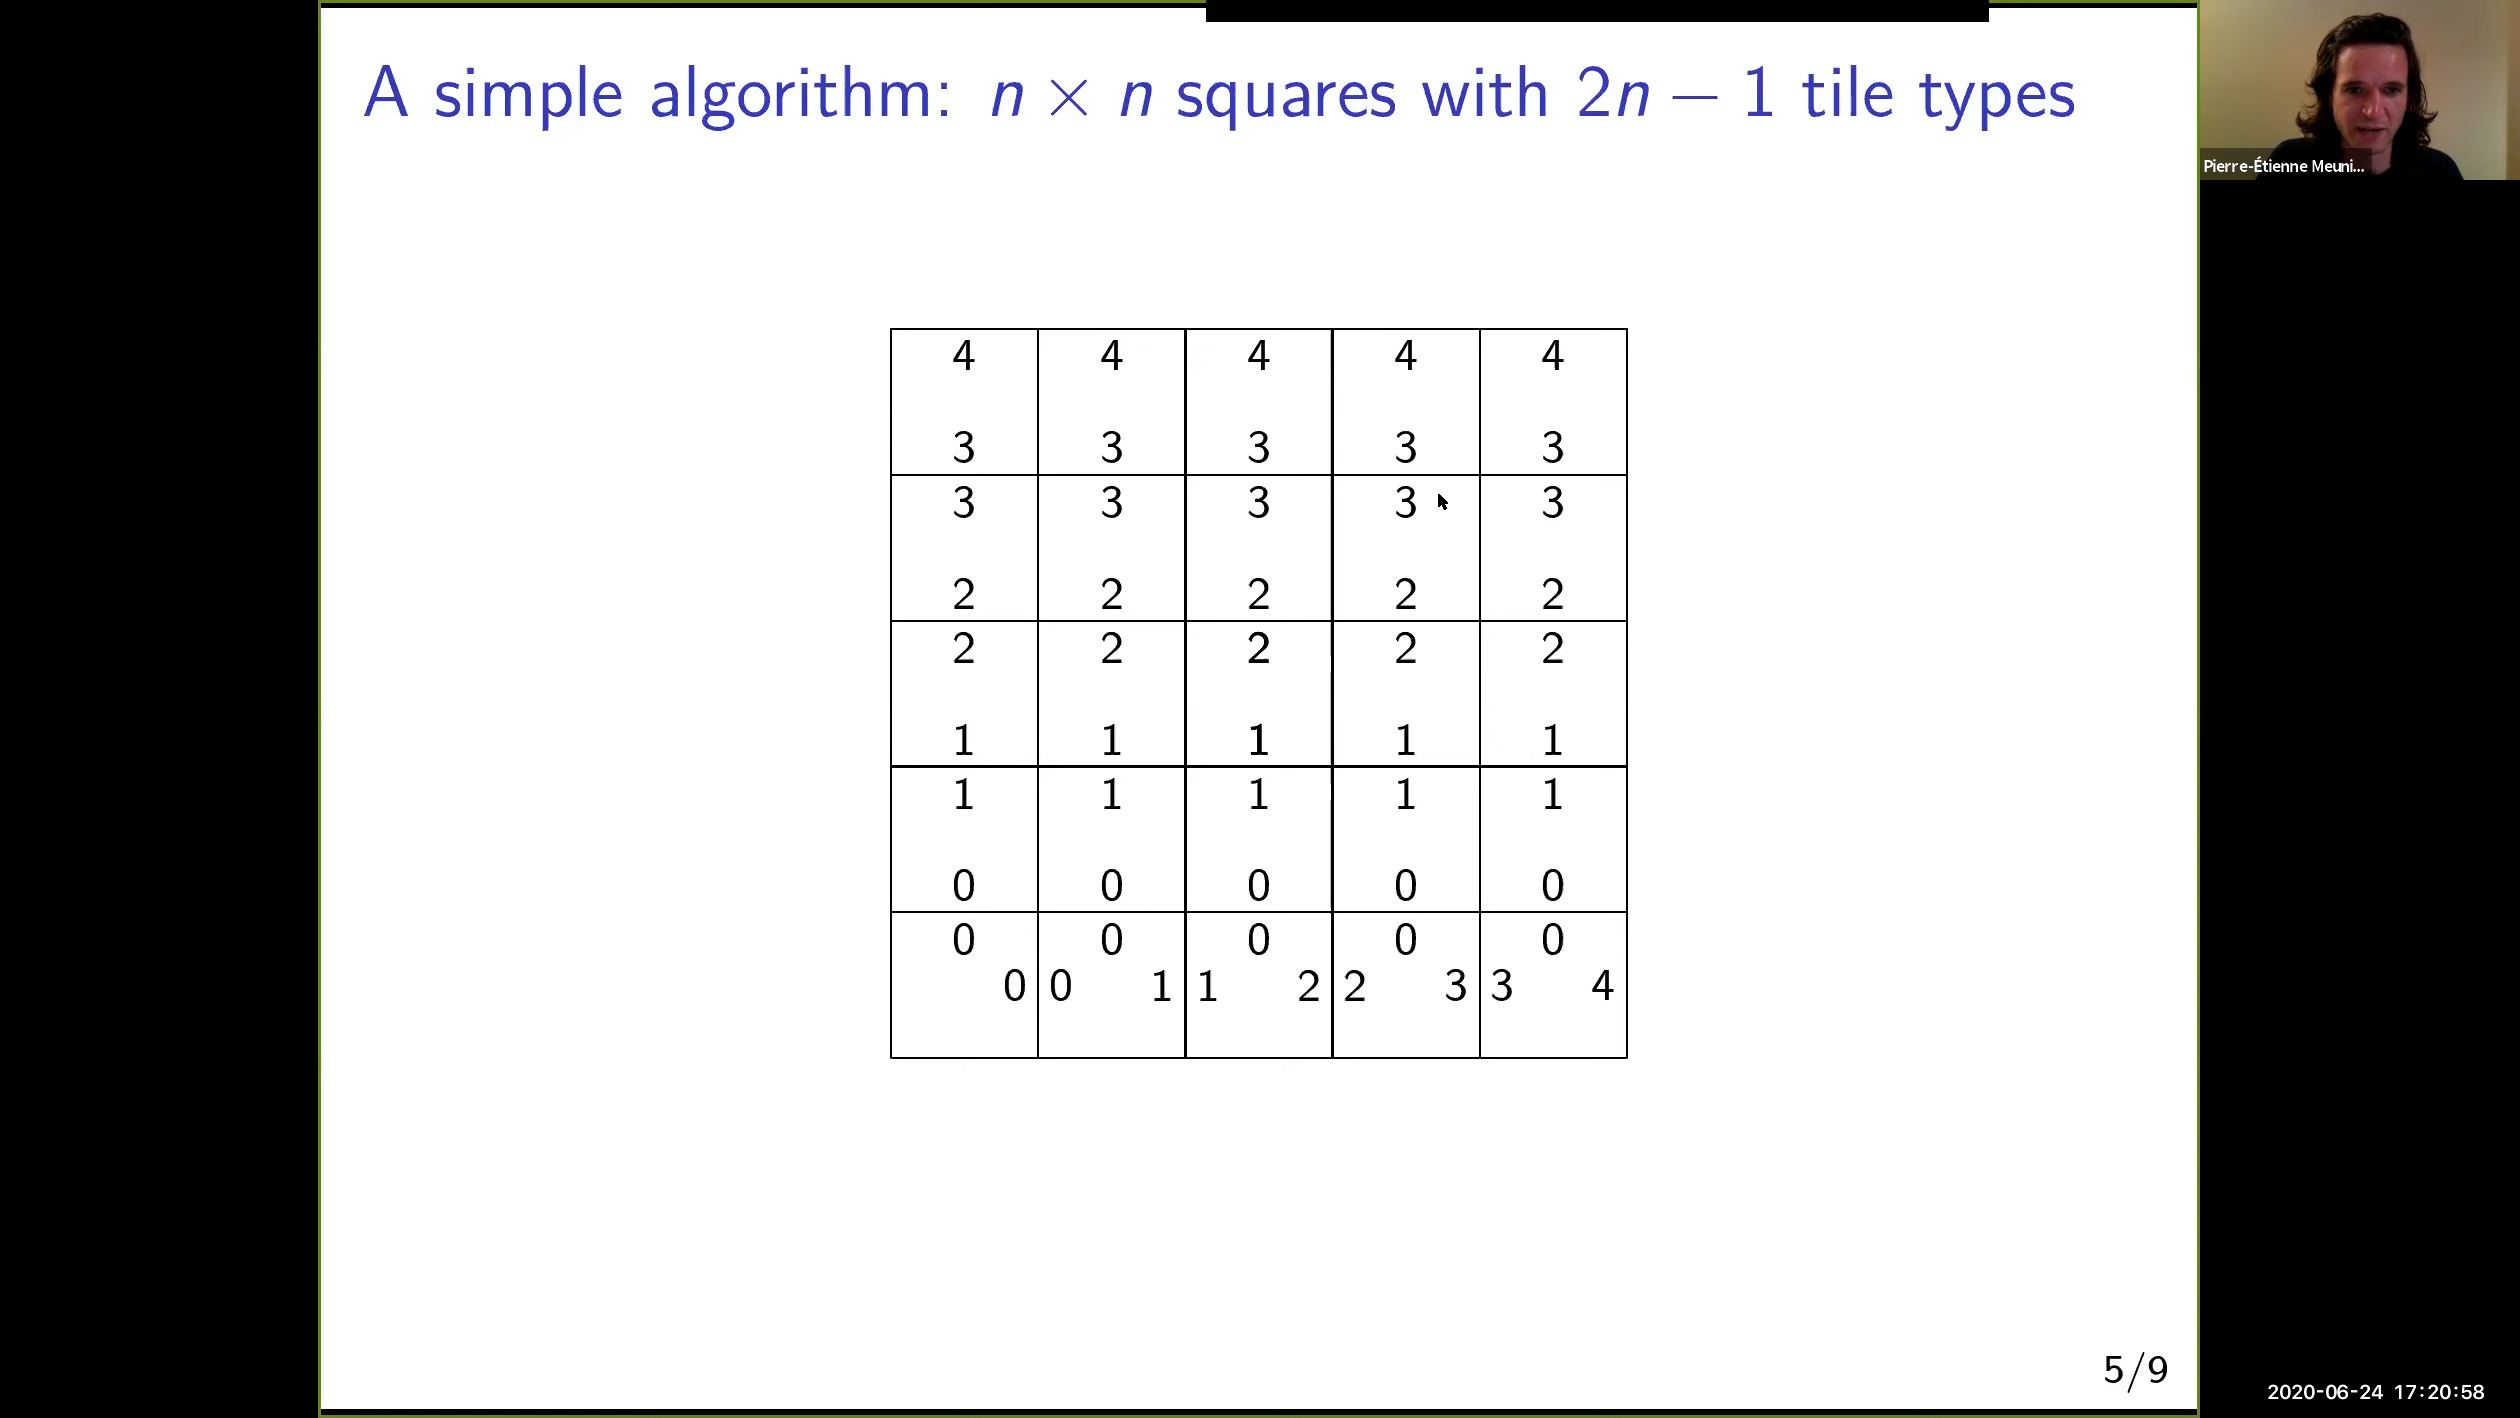 A simple algorithm: n × n squares with 2n − 1 tile types
Pierre-Étienne Meuni...
4 4 4 4 4
3 3 3 3 3
3 3 3 3 3
2 2 2 2 2
2 2 2 2 2
1 1 1 1 1
1 1 1 1 1
0 0 0 0 0
0 0 0 0 0
0 0 1 1 2 2 3 3 4
5/9
2020-06-24 17:20:58